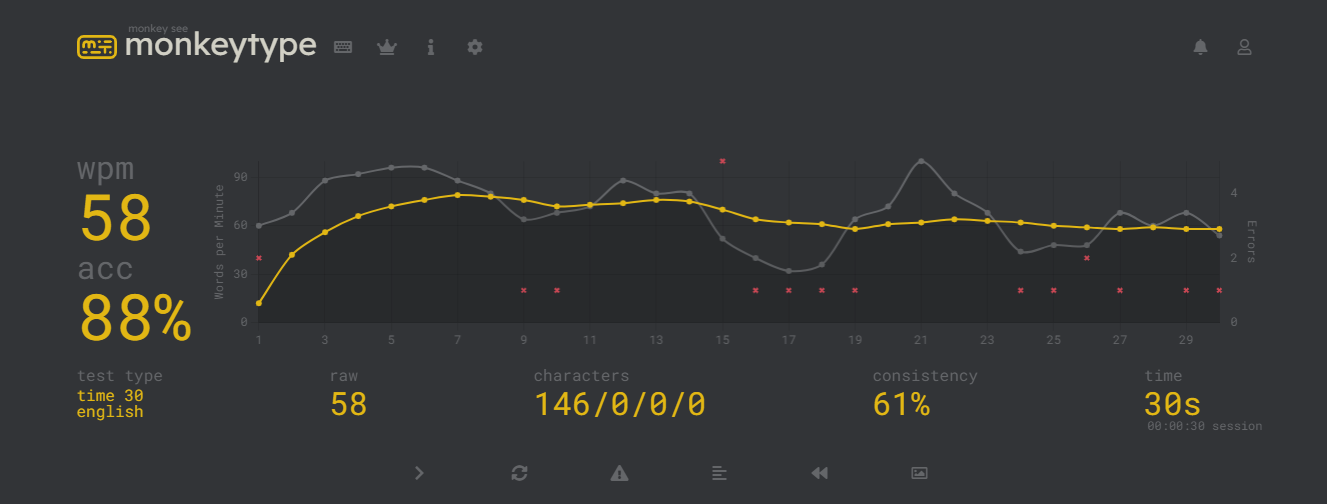 monkey see
monkeytype
wpm
58
acc
88%
Words per Minute
90
60
30
0
1 3 5 7 9 11 13 15 17 19 21 23 25 27 29
4
2
0
Errors
test type
time 30
english
raw
58
characters
146/0/0/0
consistency
61%
time
30s
00:00:30 session